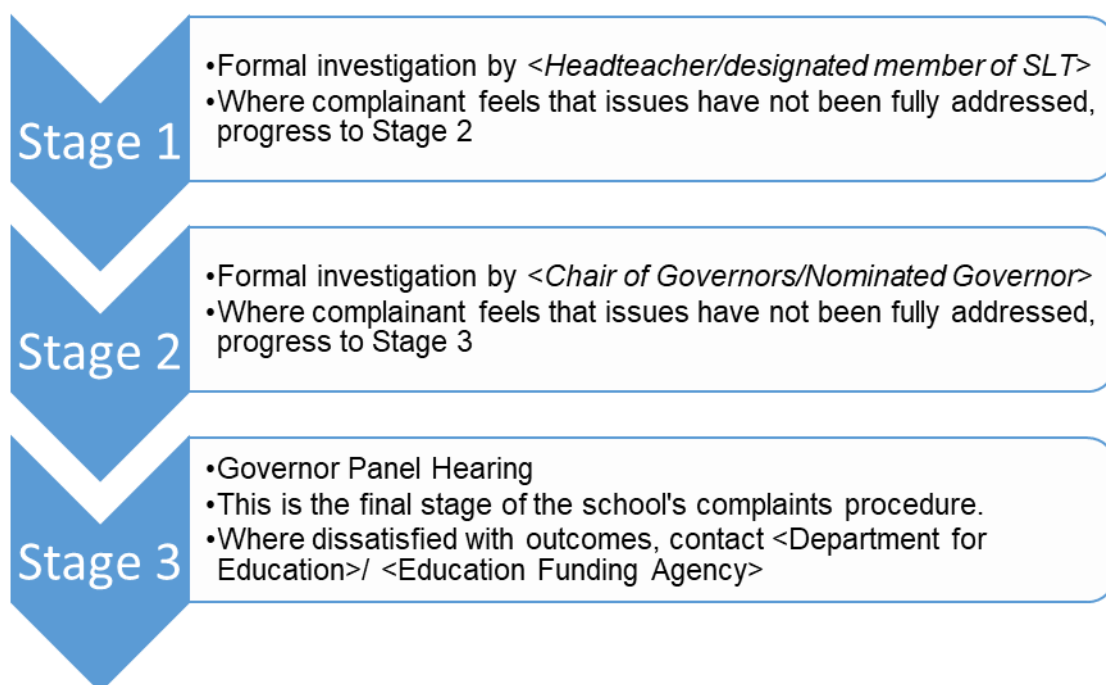 Stage 1
•Formal investigation by <Headteacher/designated member of SLT>
•Where complainant feels that issues have not been fully addressed,
progress to Stage 2
Stage 2
•Formal investigation by <Chair of Governors/Nominated Governor>
•Where complainant feels that issues have not been fully addressed,
progress to Stage 3
Stage 3
•Governor Panel Hearing
•This is the final stage of the school's complaints procedure.
•Where dissatisfied with outcomes, contact <Department for
Education>/ <Education Funding Agency>